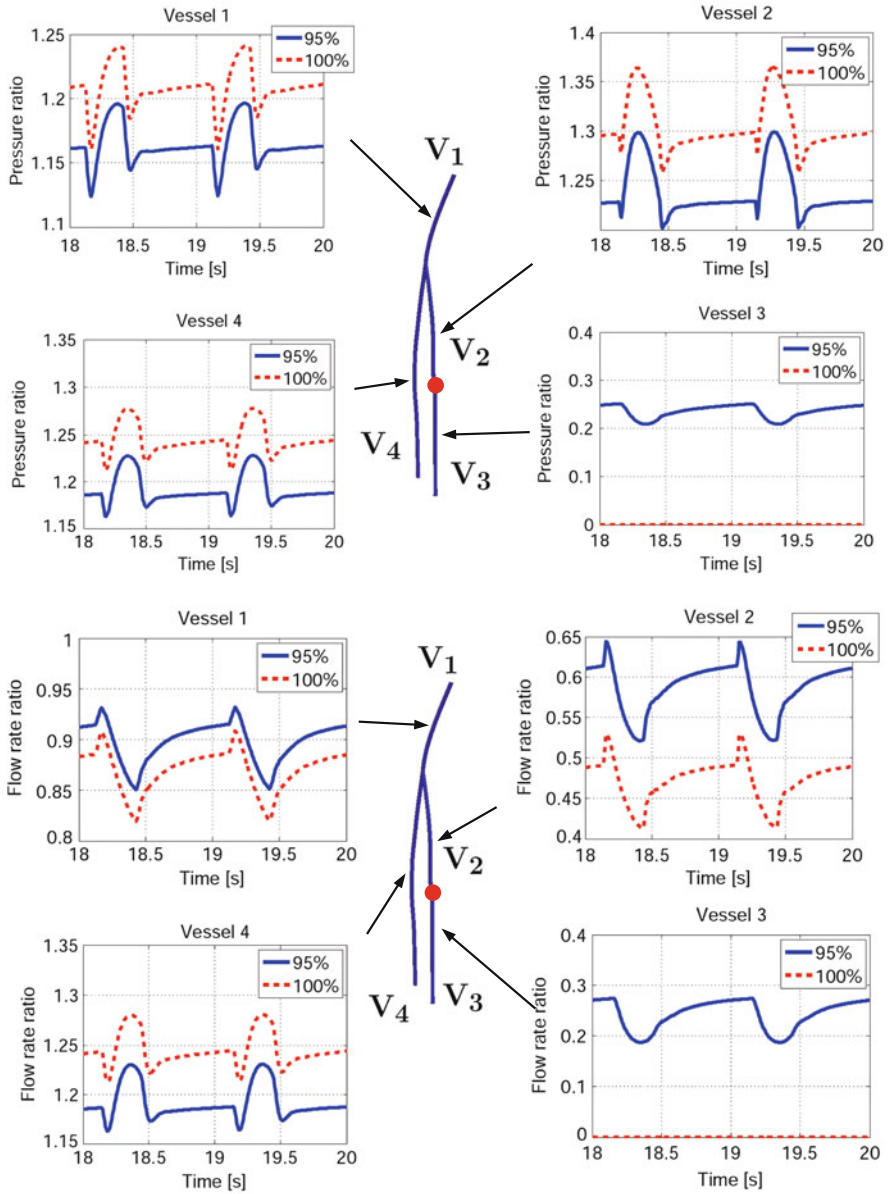 Vessel 1
1.25
1.2
1.15
1.1
Pressure ratio
18
18.5
19
19.5
20
Time [s]
95%
100%
Vessel 2
1.4
1.35
1.3
1.25
Pressure ratio
18
18.5
19
19.5
20
Time [s]
95%
100%
V1
V2
V4
V3
Vessel 4
1.35
1.3
1.25
1.2
1.15
Pressure ratio
18
18.5
19
19.5
20
Time [s]
95%
100%
Vessel 3
0.4
0.3
0.2
0.1
0
Pressure ratio
18
18.5
19
19.5
20
Time [s]
95%
100%
Vessel 1
1
0.95
0.9
0.85
0.8
Flow rate ratio
18
18.5
19
19.5
20
Time [s]
95%
100%
Vessel 2
0.65
0.6
0.55
0.5
0.45
0.4
Flow rate ratio
18
18.5
19
19.5
20
Time [s]
95%
100%
V1
V2
V4
V3
Vessel 4
1.35
1.3
1.25
1.2
1.15
Flow rate ratio
18
18.5
19
19.5
20
Time [s]
95%
100%
Vessel 3
0.4
0.3
0.2
0.1
0
Flow rate ratio
18
18.5
19
19.5
20
Time [s]
95%
100%